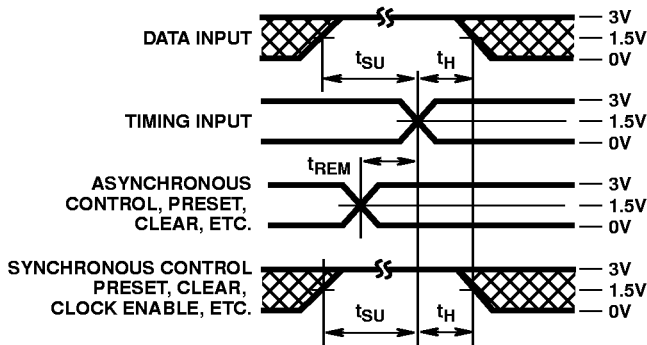 DATA INPUT
3V
1.5V
0V
tSU
tH
TIMING INPUT
3V
1.5V
0V
tREM
ASYNCHRONOUS
CONTROL, PRESET,
CLEAR, ETC.
3V
1.5V
0V
SYNCHRONOUS CONTROL
PRESET, CLEAR,
CLOCK ENABLE, ETC.
3V
1.5V
0V
tSU
tH